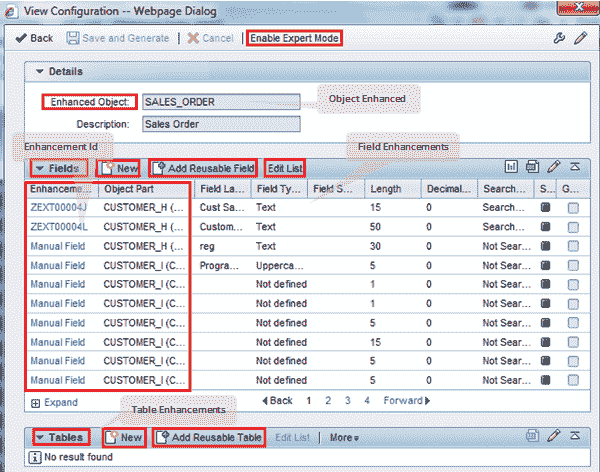 View Configuration -- Webpage Dialog
Back Save and Generate Cancel Enable Expert Mode
Details
Enhanced Object: SALES_ORDER Object Enhanced
Description: Sales Order
Enhancement Id Field Enhancements
Fields New Add Reusable Field Edit List
Enhanceme... Object Part Field La... Field Ty... Field S... Length Decimal... Search... S... G...
ZEXT00004J CUSTOMER_H (... Cust Sa... Text 15 0 Search...
ZEXT00004L CUSTOMER_H (... Custom... Text 50 0 Search...
Manual Field CUSTOMER_H (... reg Text 30 0 Not Sear...
Manual Field CUSTOMER_I (C... Progra... Upperca... 5 0 Not Sear...
Manual Field CUSTOMER_I (C... Not defined 1 0 Not Sear...
Manual Field CUSTOMER_I (C... Not defined 1 0 Not Sear...
Manual Field CUSTOMER_I (C... Not defined 5 0 Not Sear...
Manual Field CUSTOMER_I (C... Not defined 15 0 Not Sear...
Manual Field CUSTOMER_I (C... Not defined 5 0 Not Sear...
Manual Field CUSTOMER_I (C... Not defined 5 0 Not Sear...
Expand Back 1 2 3 4 Forward
Table Enhancements
Tables New Add Reusable Table Edit List More
No result found